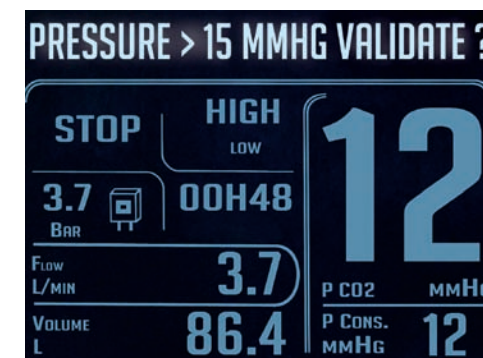 PRESSURE > 15 MMHG VALIDATE ?
STOP
HIGH
LOW
3.7
BAR
00H48
12
FLOW
L/MIN
3.7
P CO2 MMHG
VOLUME
L
86.4
P CONS.
MMHG
12